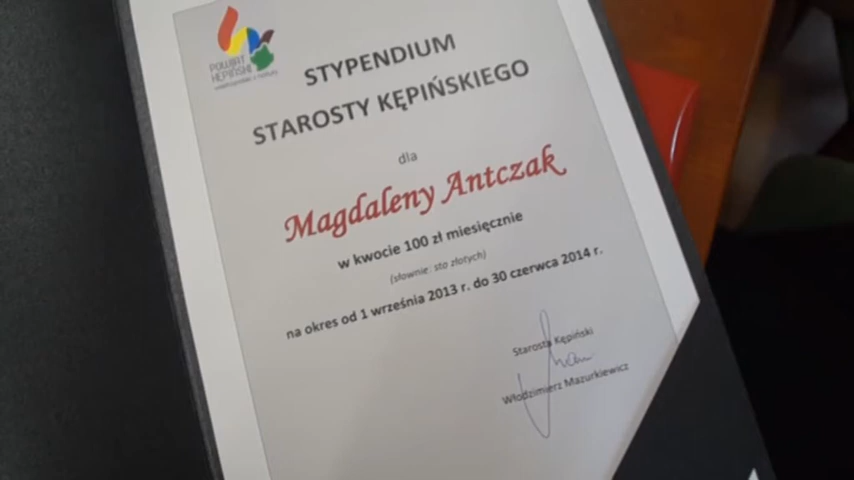 POWIAT
KĘPIŃSKI
STYPENDIUM
STAROSTY KĘPIŃSKIEGO
dla
Magdaleny Antczak
w kwocie 100 zł miesięcznie
(słownie: sto złotych)
na okres od 1 września 2013 r. do 30 czerwca 2014 r.
Starosta Kępiński
Włodzimierz Mazurkiewicz